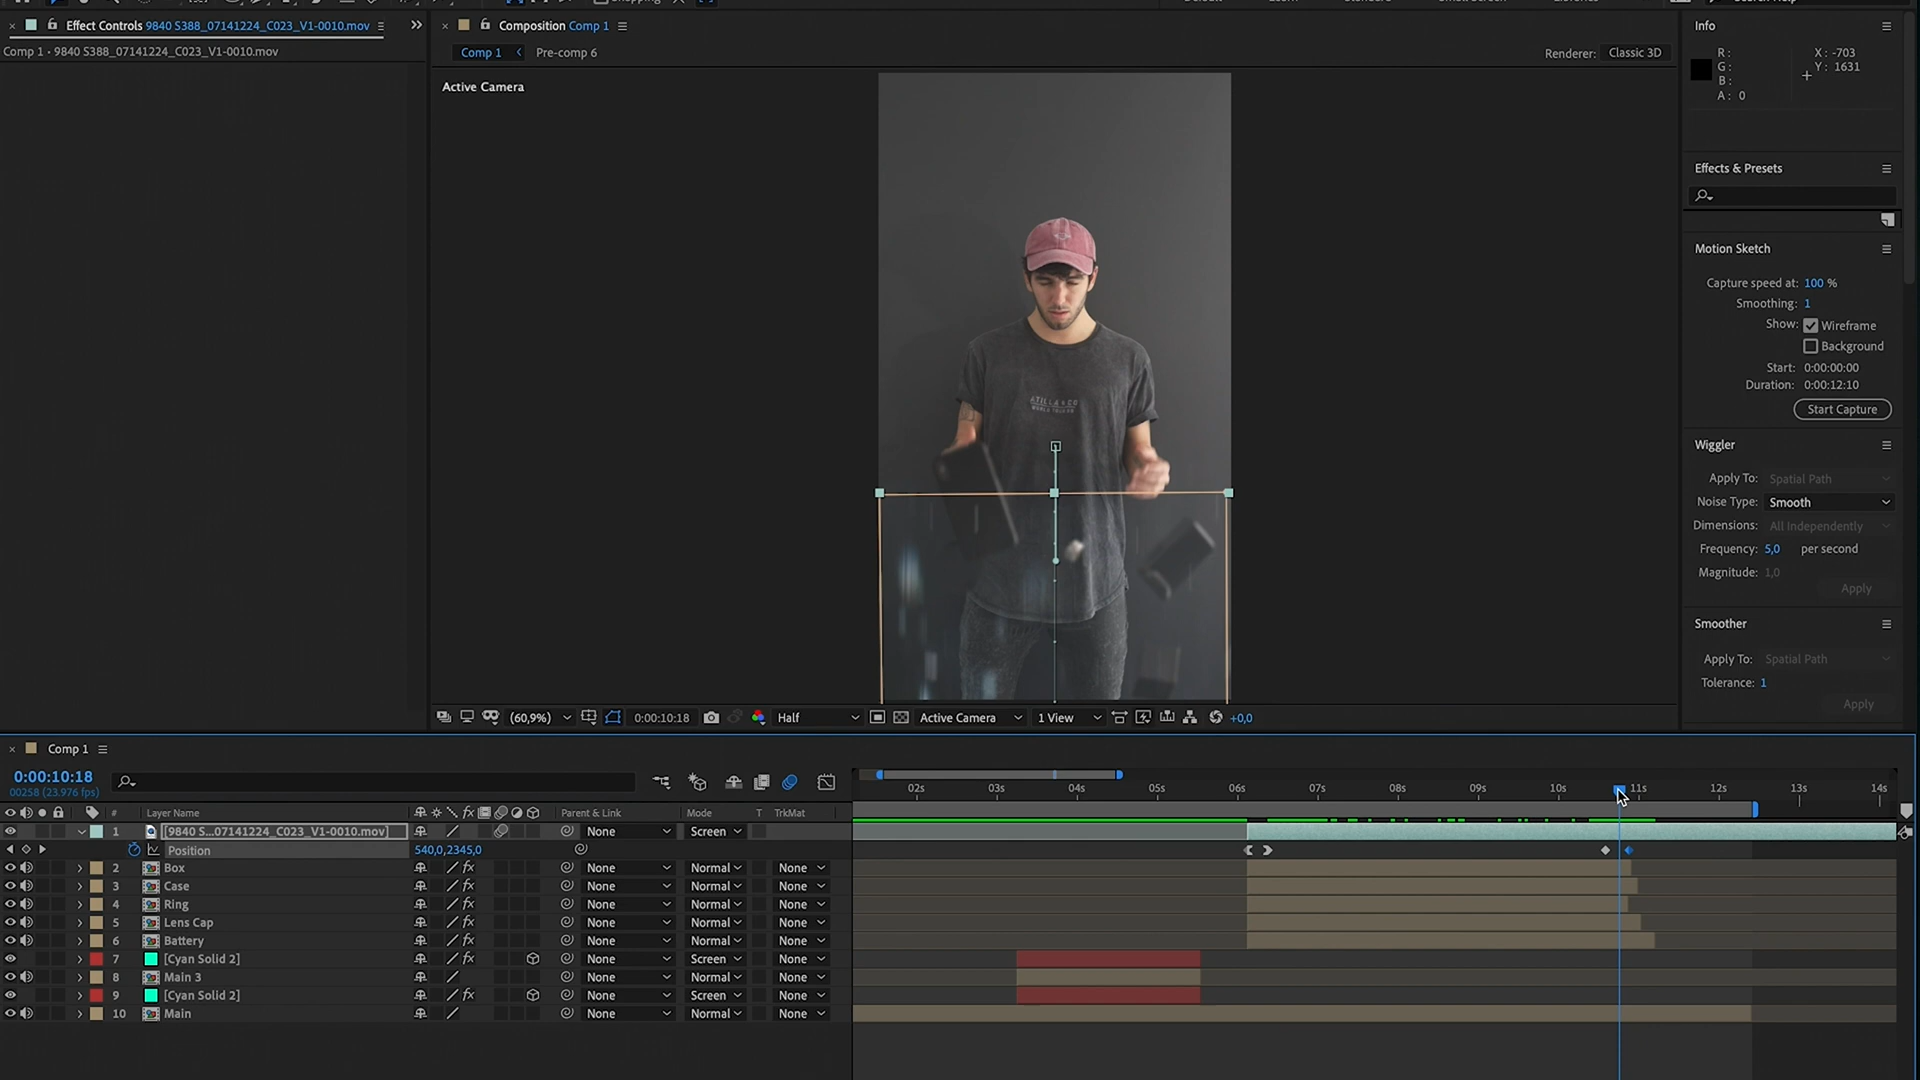 Effect Controls 9840 S388_07141224_C023_V1-0010.mov
Comp 1 · 9840 S388_07141224_C023_V1-0010.mov
Composition Comp 1
Comp 1
Pre-comp 6
Renderer: Classic 3D
Active Camera
ATILLA & CO
Info
R :
G :
B :
A : 0
X : -703
Y : 1631
Effects & Presets
Motion Sketch
Capture speed at: 100 %
Smoothing: 1
Show: Wireframe
Background
Start: 0:00:00:00
Duration: 0:00:12:10
Start Capture
Wiggler
Apply To: Spatial Path
Noise Type: Smooth
Dimensions: All Independently
Frequency: 5,0 per second
Magnitude: 1,0
Apply
Smoother
Apply To: Spatial Path
Tolerance: 1
Apply
(60,9%)
0:00:10:18
Half
Active Camera
1 View
+0,0
Comp 1
0:00:10:18
00258 (23.976 fps)
02s 03s 04s 05s 06s 07s 08s 09s 10s 11s 12s 13s 14s
# Layer Name Parent & Link Mode T TrkMat
1 [9840 S...07141224_C023_V1-0010.mov] None Screen
Position 540,0,2345,0
2 Box fx None Normal None
3 Case fx None Normal None
4 Ring fx None Normal None
5 Lens Cap fx None Normal None
6 Battery fx None Normal None
7 [Cyan Solid 2] None Screen None
8 Main 3 None Normal None
9 [Cyan Solid 2] fx None Screen None
10 Main None Normal None